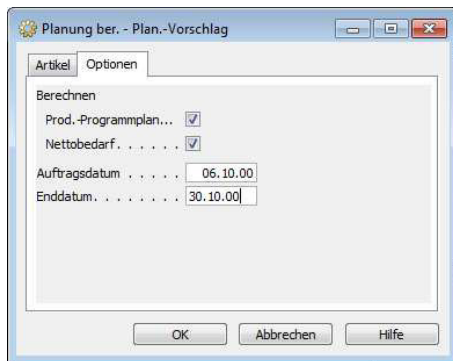 Planung ber. - Plan.-Vorschlag
Artikel Optionen
Berechnen
Prod.-Programmplan...
Nettobedarf. . . . . .
Auftragsdatum . . . . . 06.10.00
Enddatum. . . . . . . . 30.10.00
OK Abbrechen Hilfe